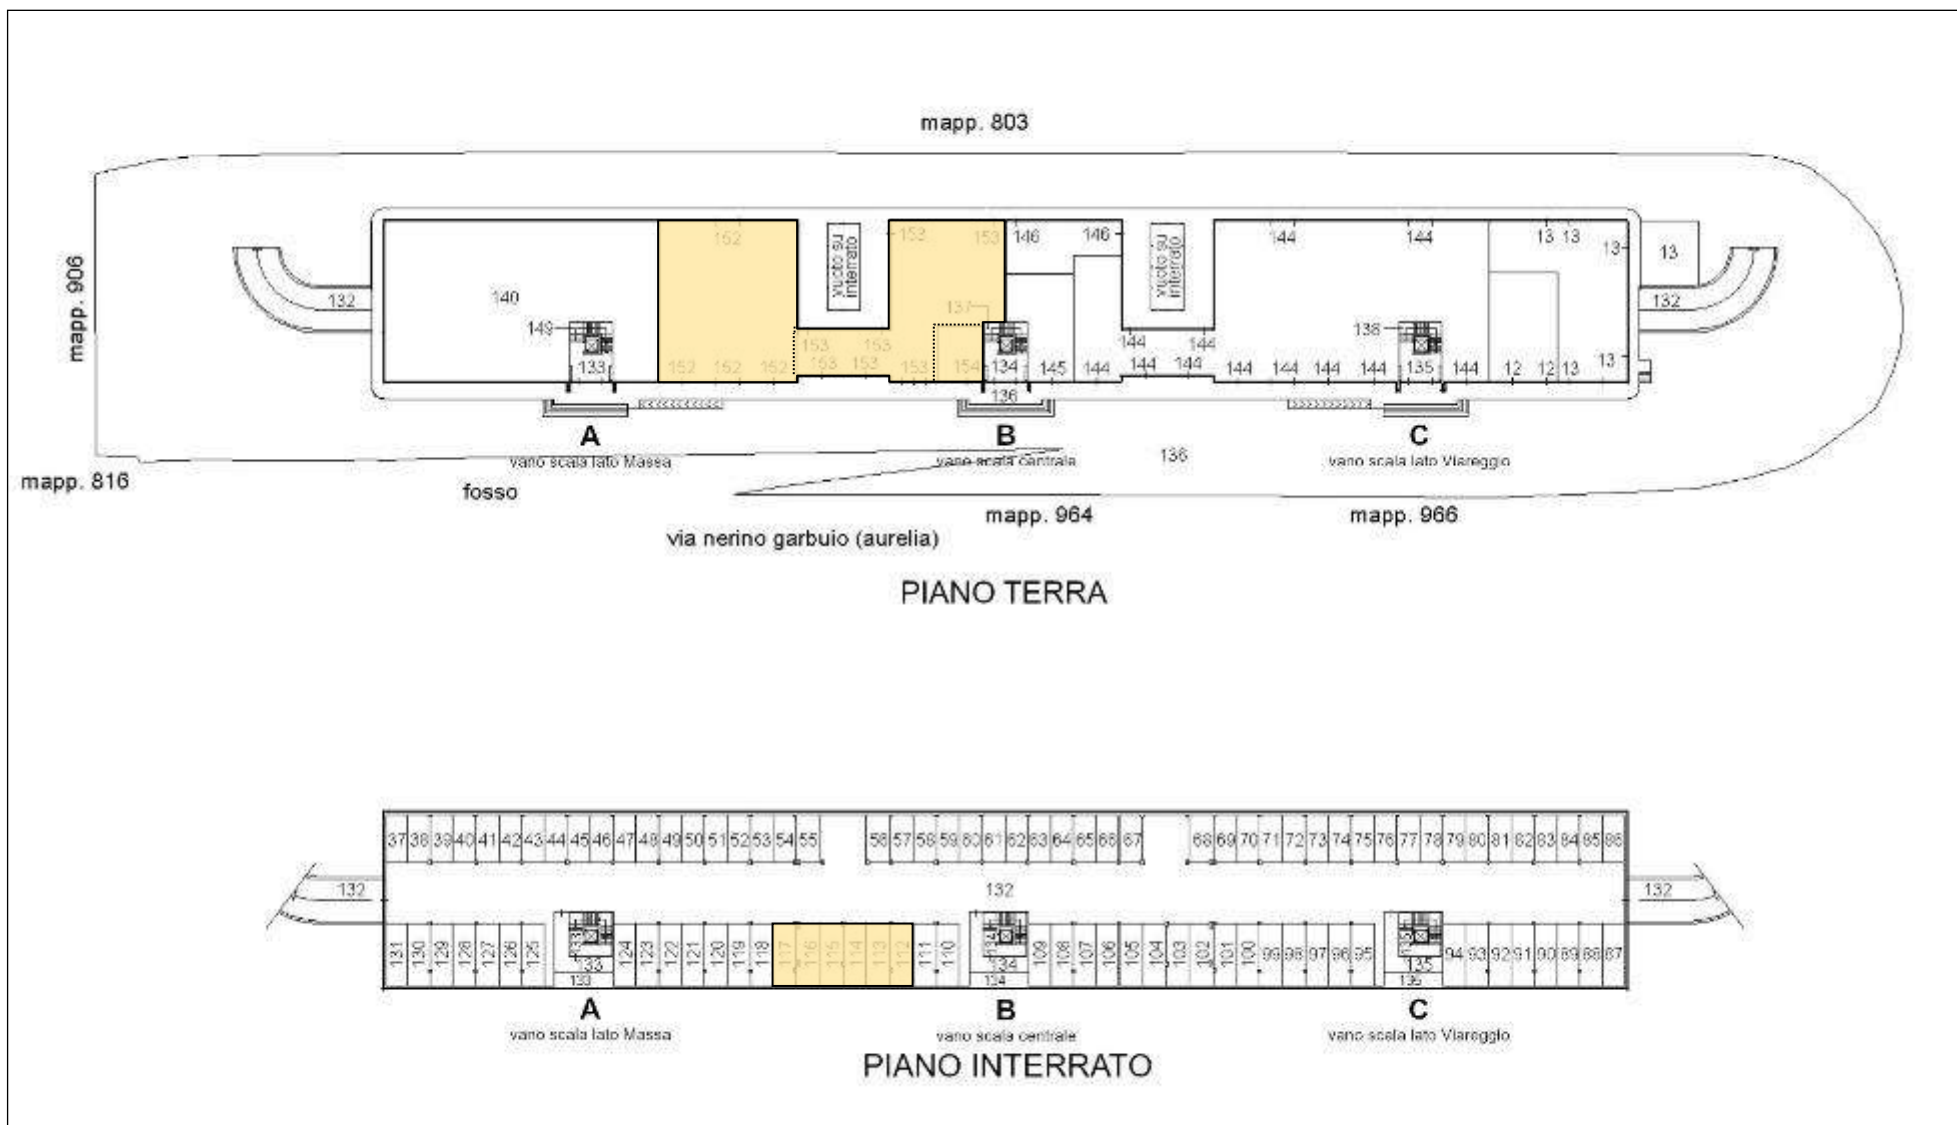 mapp. 803
mapp. 906
152
vuoto su
interrato
153
153
146
146
vuoto su
interrato
144
144
13
13
13
13
132
140
137
132
149
138
153
153
144
144
133
152
152
152
153
153
153
154
134
145
144
144
144
144
144
144
144
135
144
12
12
13
13
136
A
B
C
136
vano scala lato Massa
vano scala centrale
vano scala lato Viareggio
mapp. 816
fosso
mapp. 964
mapp. 966
via nerino garbuio (aurelia)
PIANO TERRA
37 38 39 40 41 42 43 44 45 46 47 48 49 50 51 52 53 54 55 56 57 58 59 60 61 62 63 64 65 66 67 68 69 70 71 72 73 74 75 76 77 78 79 80 81 82 83 84 85 86
132
132
132
131 130 129 128 127 126 125 133 124 123 122 121 120 119 118 117 116 115 114 113 112 111 110 134 109 108 107 106 105 104 103 102 101 100 99 98 97 96 95 135 94 93 92 91 90 89 88 87
133
134
135
133
134
135
A
B
C
vano scala lato Massa
vano scala centrale
vano scala lato Viareggio
PIANO INTERRATO